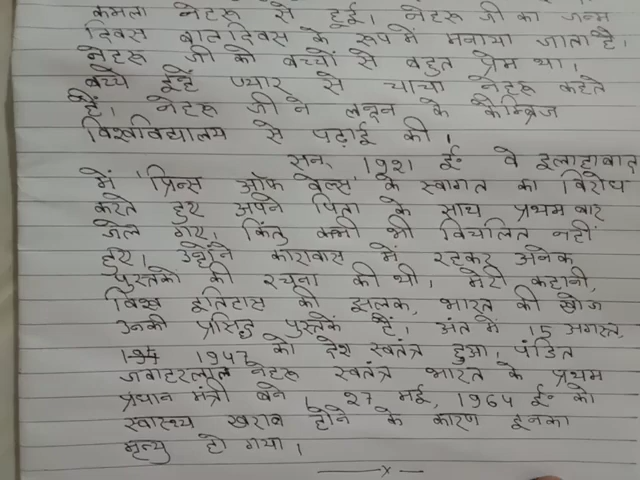 कमला नेहरू से हुई। नेहरू जी का जन्म
दिवस बालदिवस के रूप में मनाया जाता है।
नेहरू जी को बच्चों से बहुत प्रेम था।
बच्चे इन्हें प्यार से चाचा नेहरू कहते
हैं। नेहरू जी ने लन्दन के कैम्ब्रिज
विश्वविद्यालय से पढ़ाई की।
सन् 1921 ई॰ वे इलाहाबाद
में 'प्रिन्स ऑफ वेल्स' के स्वागत का विरोध
करते हुए अपने पिता के साथ प्रथम बार
जेल गए, किंतु कभी भी विचलित नहीं
हुए। उन्होंने कारावास में रहकर अनेक
पुस्तकों की रचना की थी। मेरी कहानी,
विश्व इतिहास की झलक, भारत की खोज
उनकी प्रसिद्ध पुस्तकें हैं। अंत में 15 अगस्त,
1947 को देश स्वतंत्र हुआ। पंडित
जवाहरलाल नेहरू स्वतंत्र भारत के प्रथम
प्रधान मंत्री बने। 27 मई, 1964 ई॰ को
स्वास्थ्य खराब होने के कारण इनका
मृत्यु हो गया।